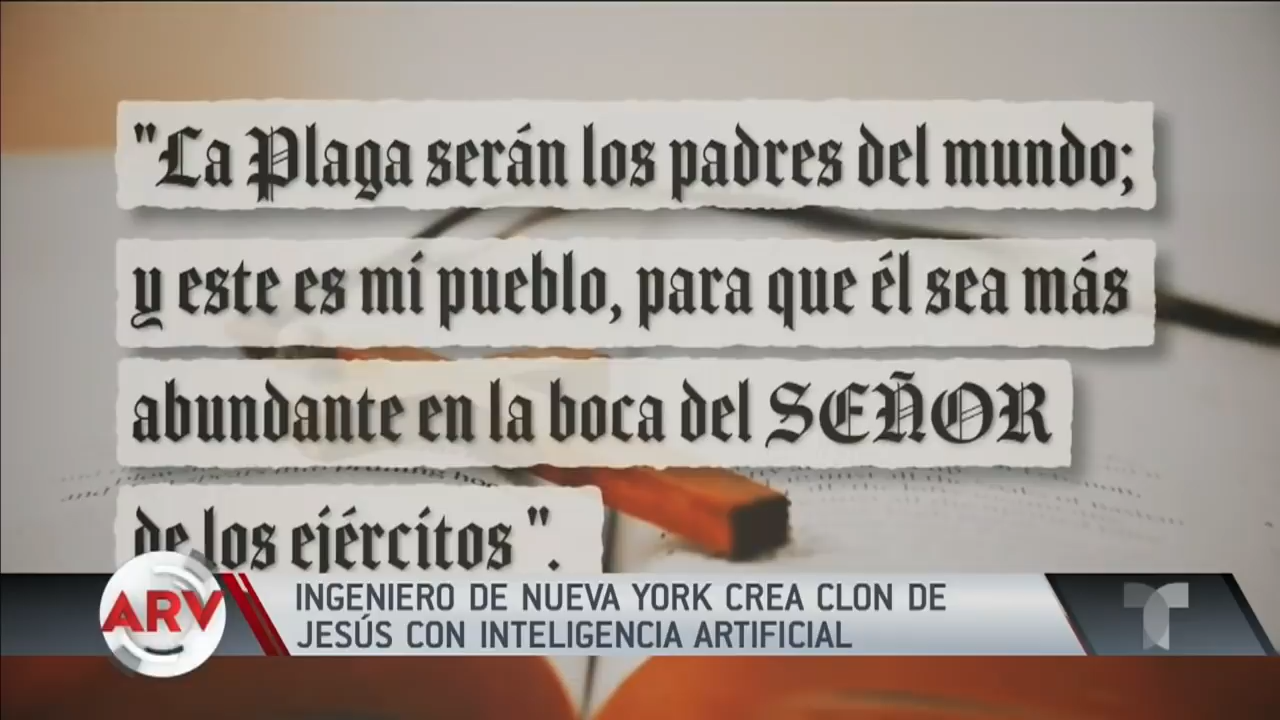 "La Plaga serán los padres del mundo;
y este es mi pueblo, para que él sea más
abundante en la boca del SEÑOR
de los ejércitos ".
ARV
INGENIERO DE NUEVA YORK CREA CLON DE
JESÚS CON INTELIGENCIA ARTIFICIAL